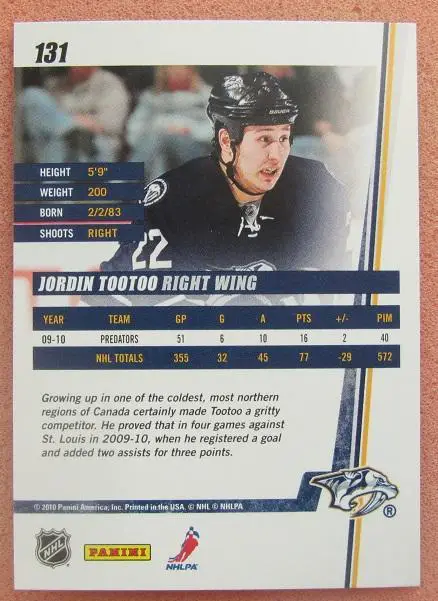 131
BAUER
22
HEIGHT 5'9"
WEIGHT 200
BORN 2/2/83
SHOOTS RIGHT
JORDIN TOOTOO RIGHT WING
YEAR TEAM GP G A PTS +/- PIM
09-10 PREDATORS 51 6 10 16 2 40
NHL TOTALS 355 32 45 77 -29 572
Growing up in one of the coldest, most northern
regions of Canada certainly made Tootoo a gritty
competitor. He proved that in four games against
St. Louis in 2009-10, when he registered a goal
and added two assists for three points.
© 2010 Panini America, Inc. Printed in the USA. © NHL © NHLPA
®
NHL PANINI NHLPA